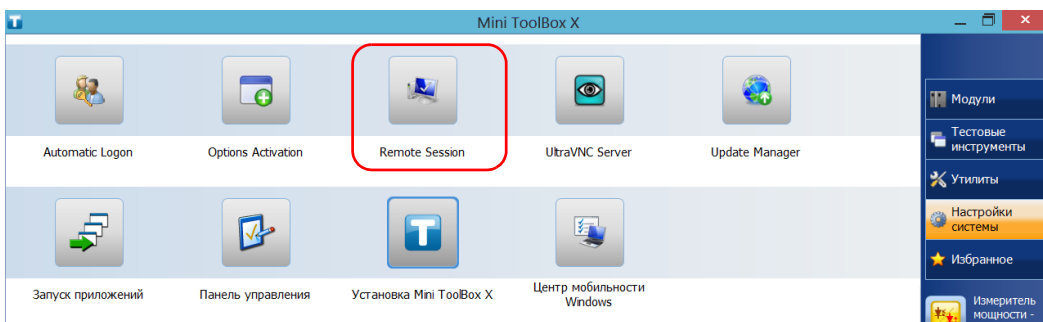 Mini ToolBox X
Automatic Logon
Options Activation
Remote Session
UltraVNC Server
Update Manager
Запуск приложений
Панель управления
Установка Mini ToolBox X
Центр мобильности
Windows
Модули
Тестовые
инструменты
Утилиты
Настройки
системы
Избранное
Измеритель
мощности -